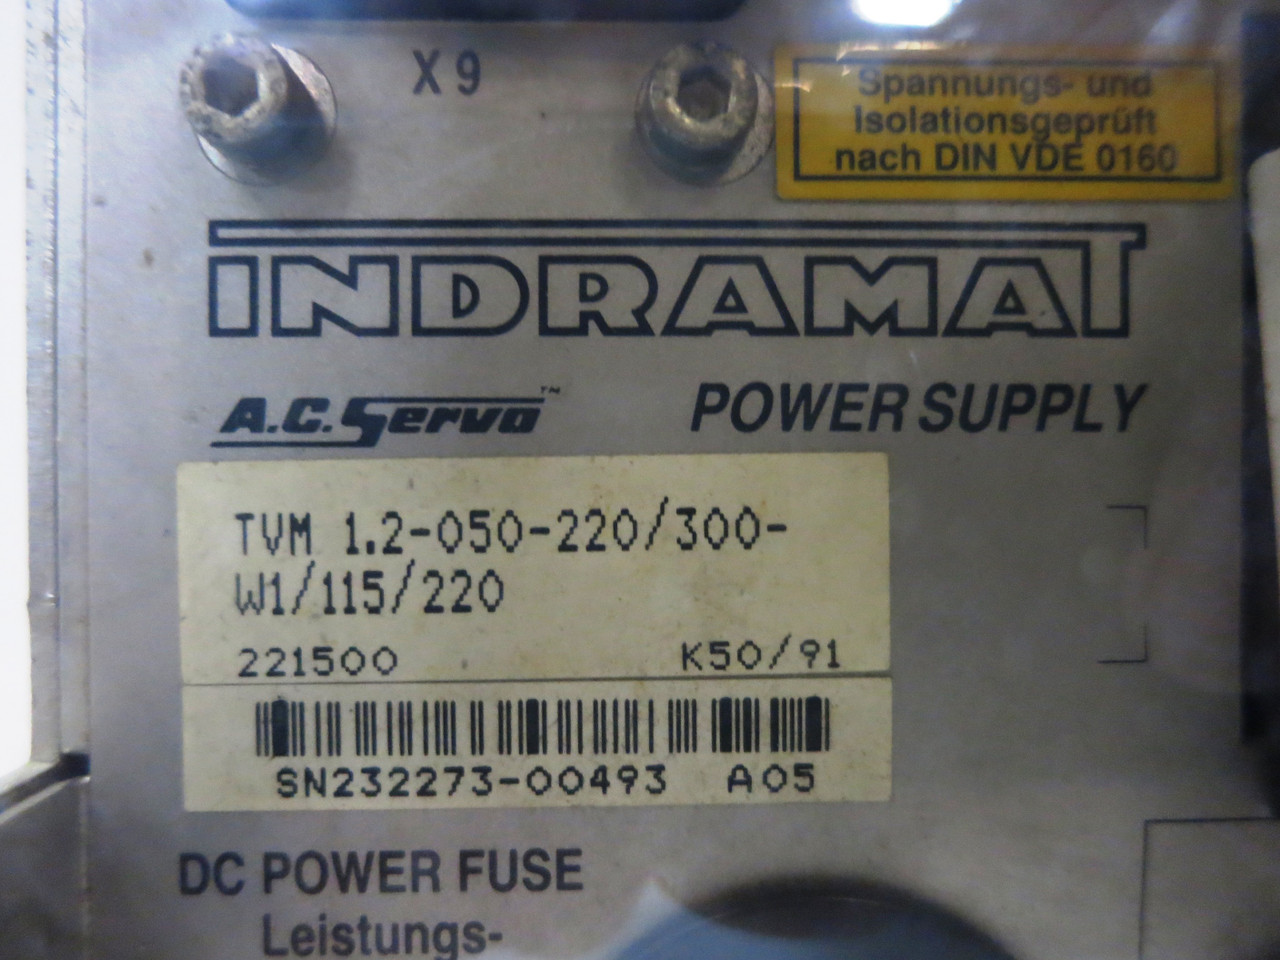 X9
Spannungs- und
Isolationsgeprüft
nach DIN VDE 0160
INDRAMAT
A.C. Servo™
POWER SUPPLY
TVM 1.2-050-220/300-
W1/115/220
221500 K50/91
SN232273-00493 A05
DC POWER FUSE
Leistungs-